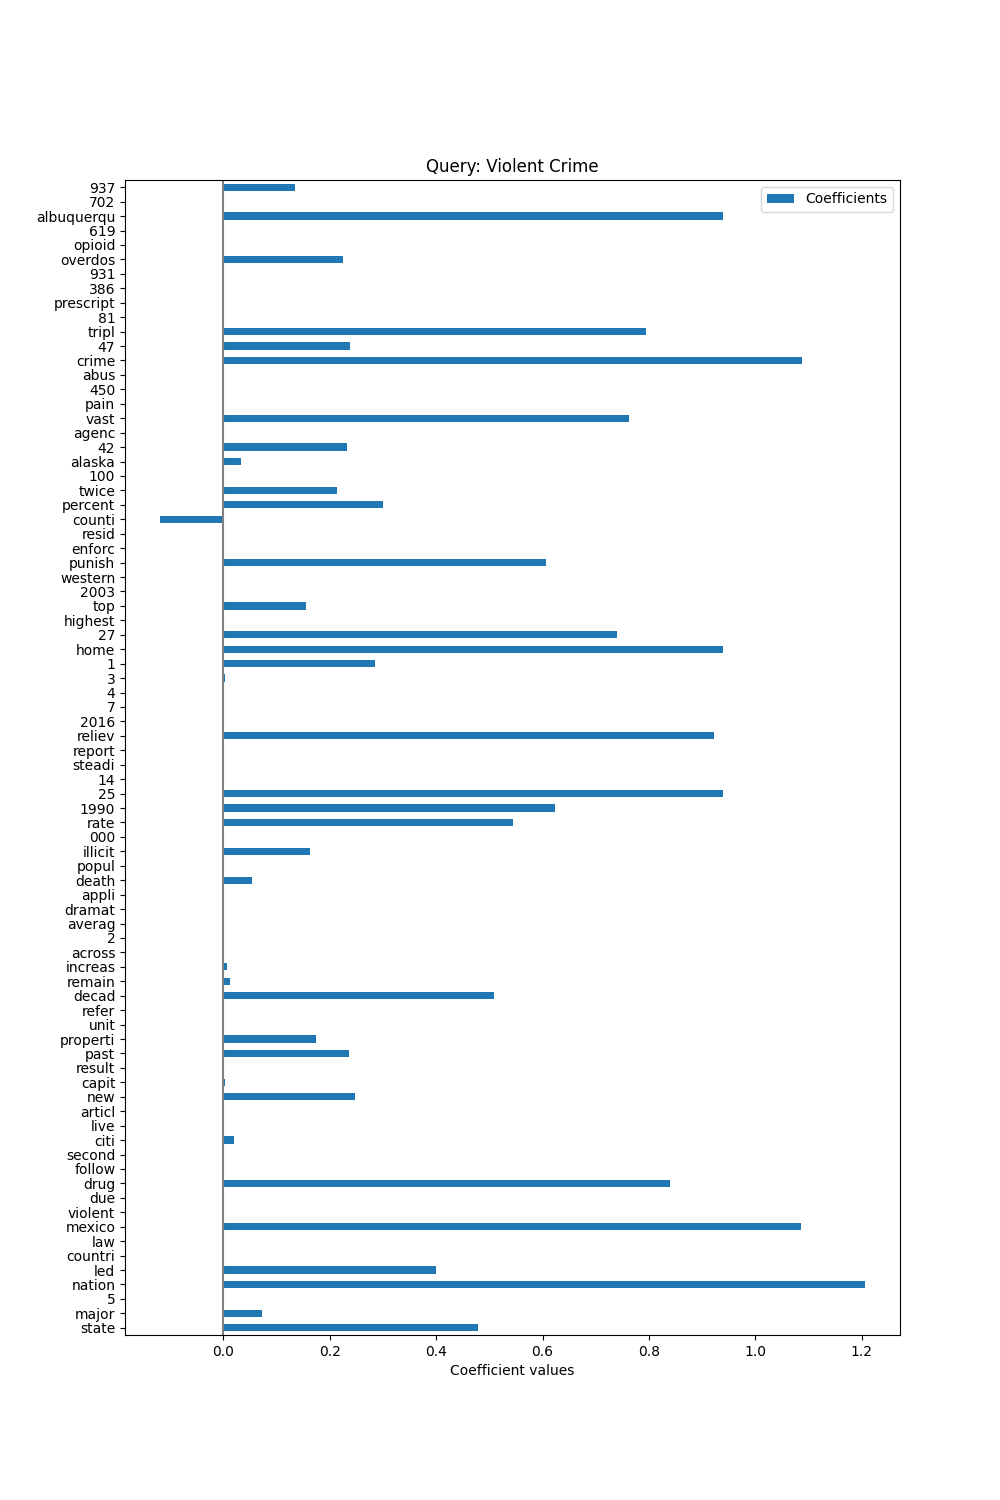 Query: Violent Crime
Coefficients
937
702
albuquerqu
619
opioid
overdos
931
386
prescript
81
tripl
47
crime
abus
450
pain
vast
agenc
42
alaska
100
twice
percent
counti
resid
enforc
punish
western
2003
top
highest
27
home
1
3
4
7
2016
reliev
report
steadi
14
25
1990
rate
000
illicit
popul
death
appli
dramat
averag
2
across
increas
remain
decad
refer
unit
properti
past
result
capit
new
articl
live
citi
second
follow
drug
due
violent
mexico
law
countri
led
nation
5
major
state
0.0 0.2 0.4 0.6 0.8 1.0 1.2
Coefficient values